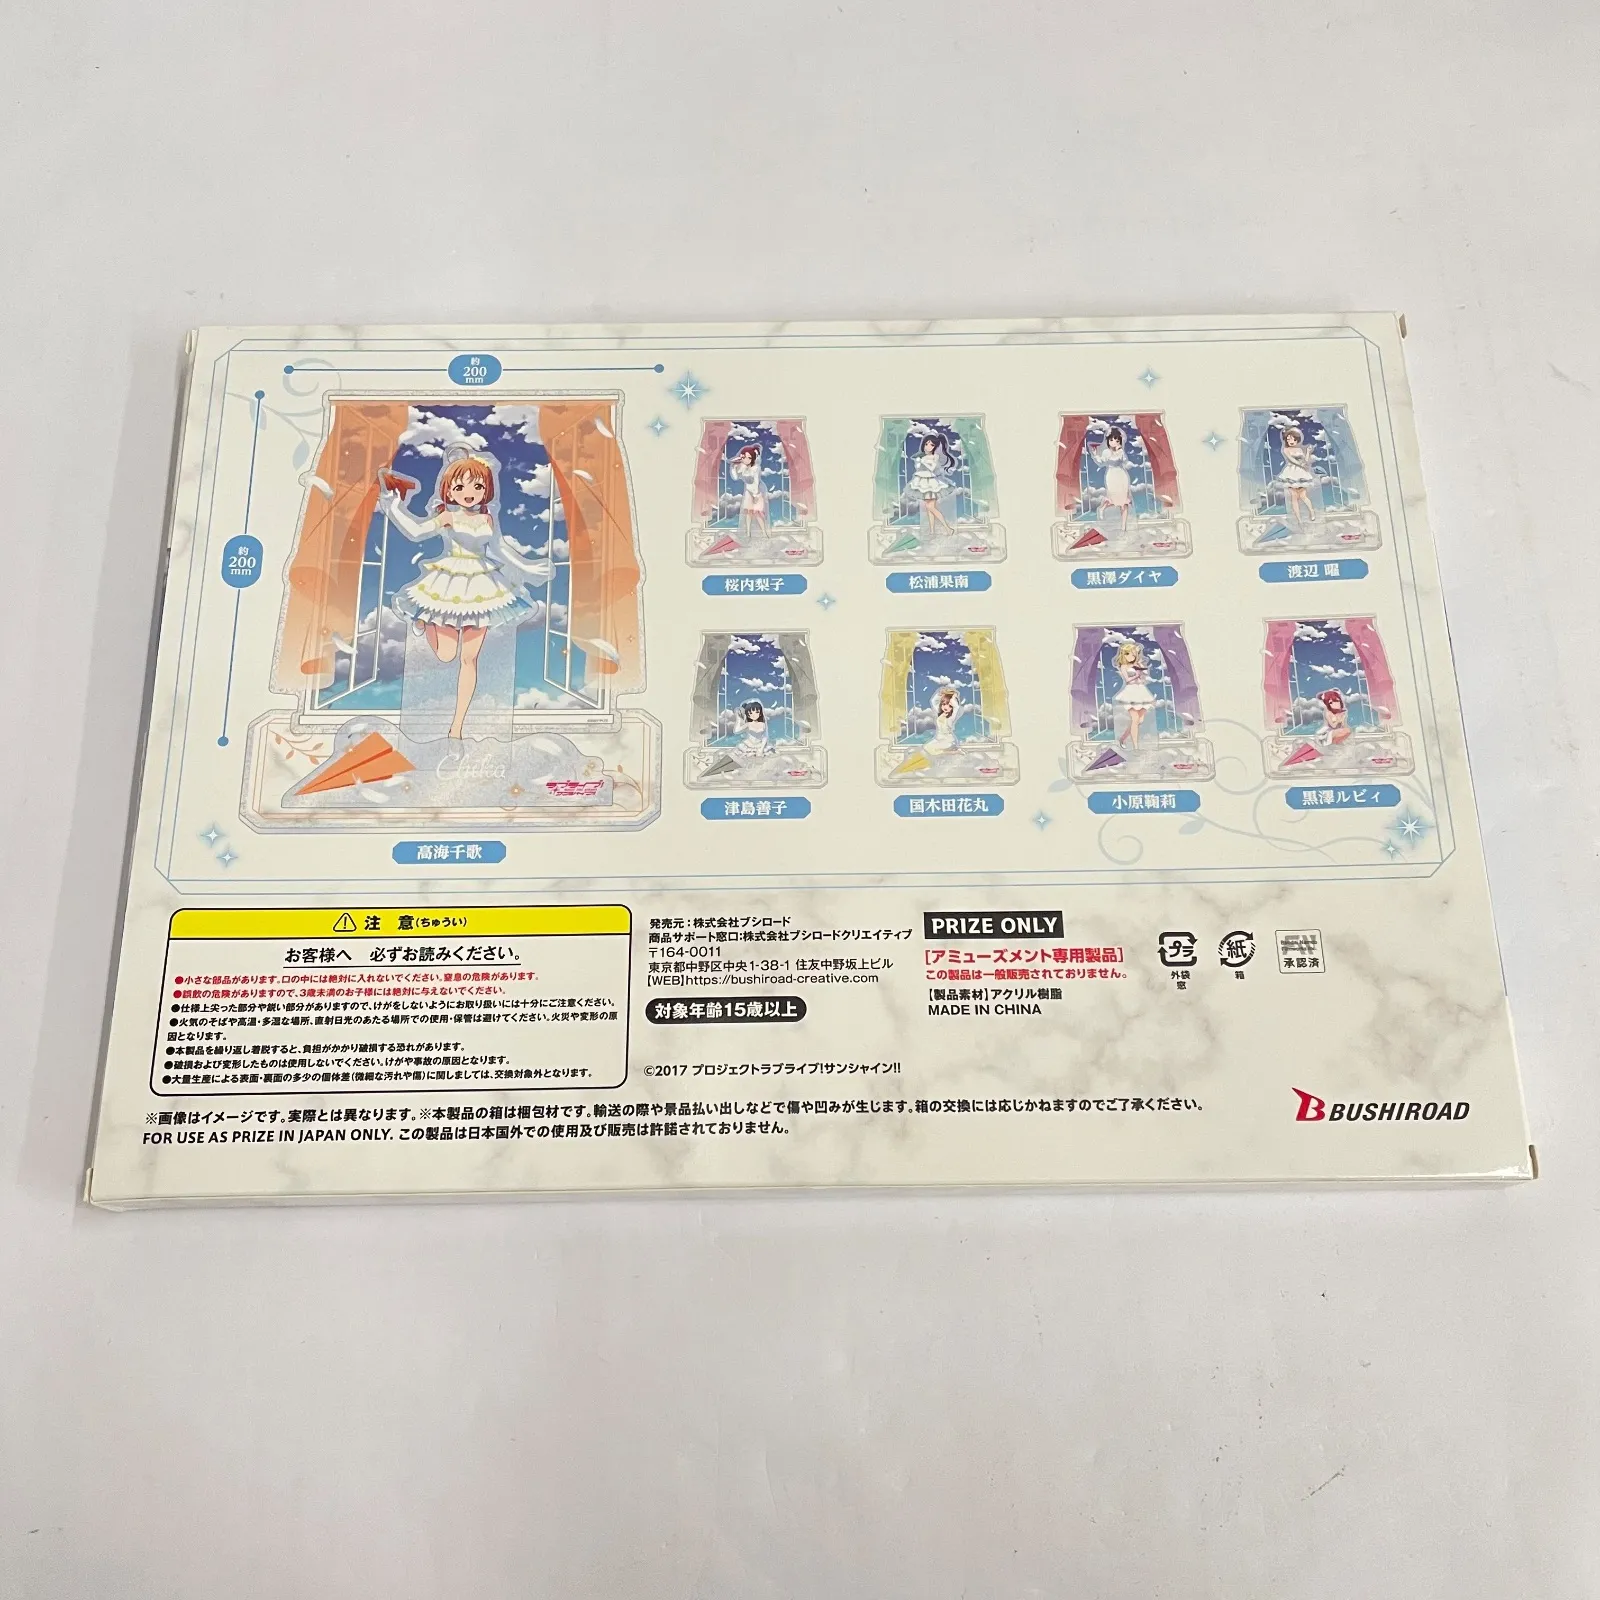 約
200
mm
約
200
mm
Chika
ラブライブ!
サンシャイン!!
高海千歌
桜内梨子
松浦果南
黒澤ダイヤ
渡辺 曜
津島善子
国木田花丸
小原鞠莉
黒澤ルビィ
注 意(ちゅうい)
お客様へ 必ずお読みください。
●小さな部品があります。口の中には絶対に入れないでください。窒息の危険があります。
●誤飲の危険がありますので、3歳未満のお子様には絶対に与えないでください。
●仕様上尖った部分や鋭い部分がありますので、けがをしないようにお取り扱いには十分にご注意ください。
●火気のそばや高温・多湿な場所、直射日光のあたる場所での使用・保管は避けてください。火災や変形の原
因となります。
●本製品を繰り返し着脱すると、負担がかかり破損する恐れがあります。
●破損および変形したものは使用しないでください。けがや事故の原因となります。
●大量生産による表面・裏面の多少の個体差(微細な汚れや傷)に関しましては、交換対象外となります。
発売元:株式会社ブシロード
商品サポート窓口:株式会社ブシロードクリエイティブ
〒164-0011
東京都中野区中央1-38-1 住友中野坂上ビル
【WEB】https://bushiroad-creative.com
対象年齢15歳以上
©2017 プロジェクトラブライブ!サンシャイン!!
PRIZE ONLY
[アミューズメント専用製品]
この製品は一般販売されておりません。
【製品素材】アクリル樹脂
MADE IN CHINA
プラ
外袋
窓
紙
箱
承認済
※画像はイメージです。実際とは異なります。※本製品の箱は梱包材です。輸送の際や景品払い出しなどで傷や凹みが生じます。箱の交換には応じかねますのでご了承ください。
FOR USE AS PRIZE IN JAPAN ONLY. この製品は日本国外での使用及び販売は許諾されておりません。
BUSHIROAD